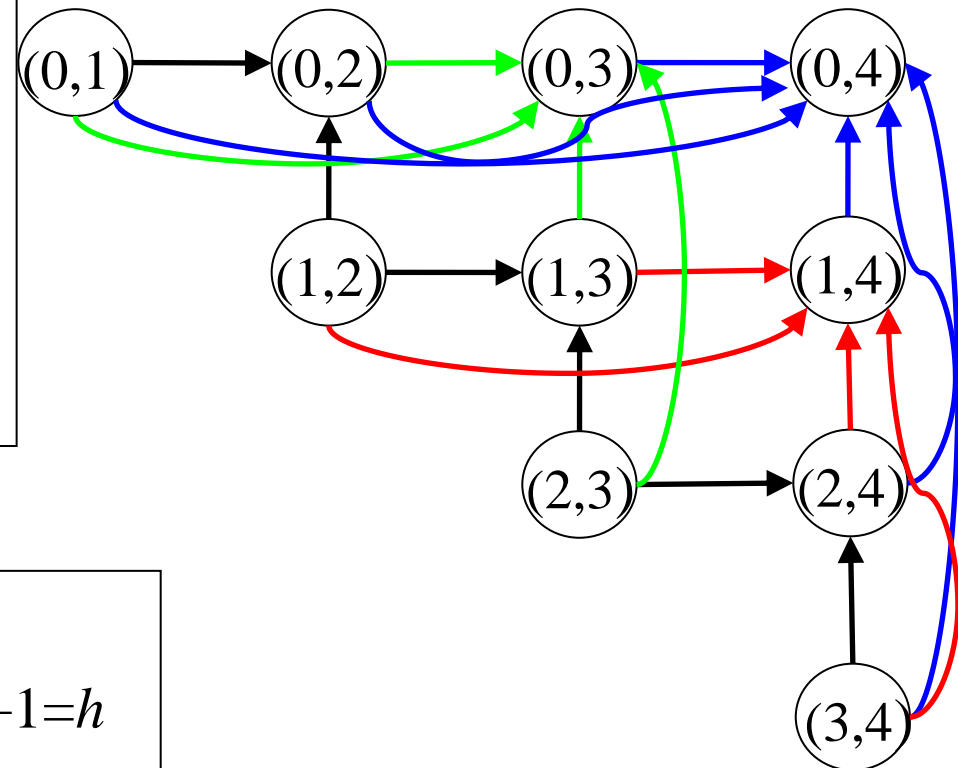 (0,1) (0,2) (0,3) (0,4)
(1,2) (1,3) (1,4)
(2,3) (2,4)
-1=h
(3,4)